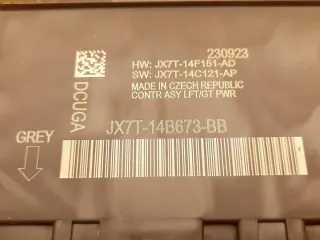 230923
HW: JX7T-14F151-AD
SW: JX7T-14C121-AP
MADE IN CZECH REPUBLIC
CONTR ASY LFT/GT PWR
DCUGA
GREY
JX7T-14B673-BB